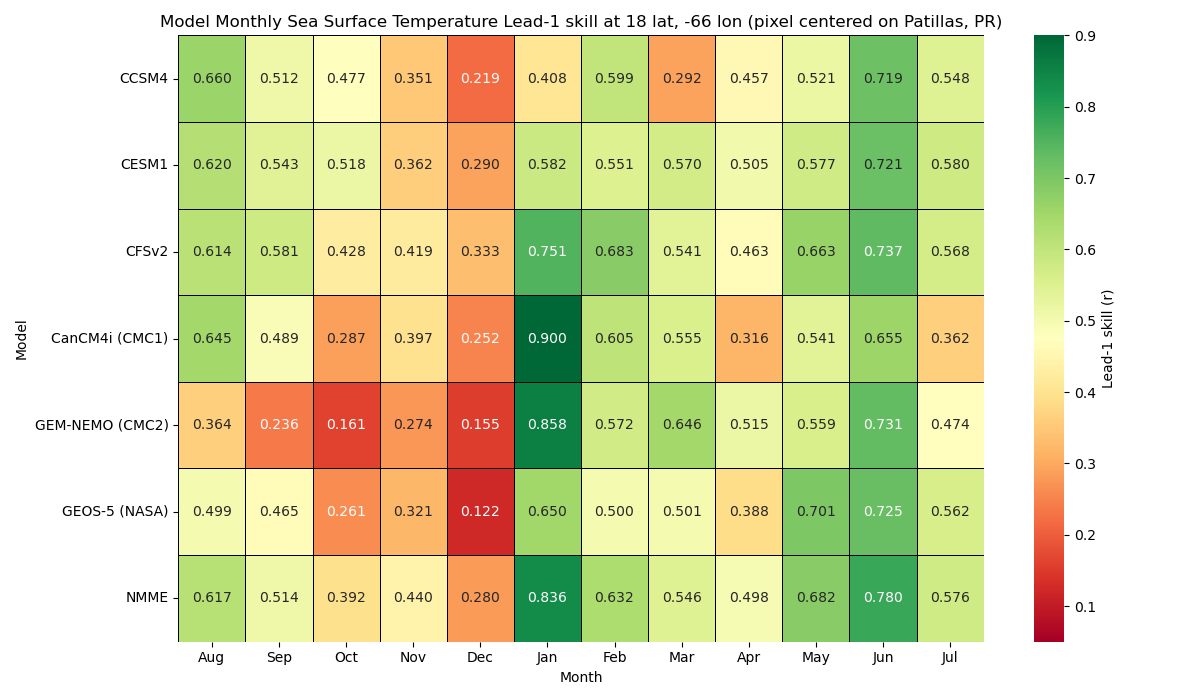 Model Monthly Sea Surface Temperature Lead-1 skill at 18 lat, -66 lon (pixel centered on Patillas, PR)
CCSM4 0.660 0.512 0.477 0.351 0.219 0.408 0.599 0.292 0.457 0.521 0.719 0.548
CESM1 0.620 0.543 0.518 0.362 0.290 0.582 0.551 0.570 0.505 0.577 0.721 0.580
CFSv2 0.614 0.581 0.428 0.419 0.333 0.751 0.683 0.541 0.463 0.663 0.737 0.568
CanCM4i (CMC1) 0.645 0.489 0.287 0.397 0.252 0.900 0.605 0.555 0.316 0.541 0.655 0.362
GEM-NEMO (CMC2) 0.364 0.236 0.161 0.274 0.155 0.858 0.572 0.646 0.515 0.559 0.731 0.474
GEOS-5 (NASA) 0.499 0.465 0.261 0.321 0.122 0.650 0.500 0.501 0.388 0.701 0.725 0.562
NMME 0.617 0.514 0.392 0.440 0.280 0.836 0.632 0.546 0.498 0.682 0.780 0.576
Aug Sep Oct Nov Dec Jan Feb Mar Apr May Jun Jul
Month
Model
0.9
0.8
0.7
0.6
0.5
0.4
0.3
0.2
0.1
Lead-1 skill (r)